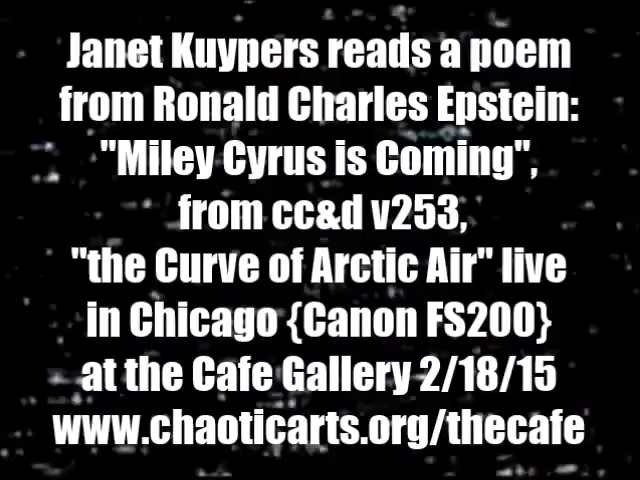 Janet Kuypers reads a poem
from Ronald Charles Epstein:
"Miley Cyrus is Coming",
from cc&d v253,
"the Curve of Arctic Air" live
in Chicago {Canon FS200}
at the Cafe Gallery 2/18/15
www.chaoticarts.org/thecafe